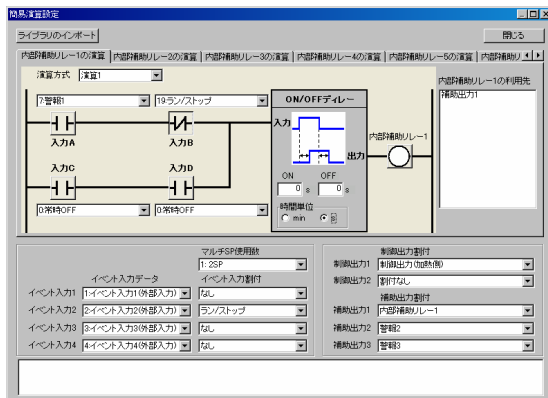 簡易演算設定
ライブラリのインポート
閉じる
内部補助リレー1の演算 内部補助リレー2の演算 内部補助リレー3の演算 内部補助リレー4の演算 内部補助リレー5の演算 内部補助リ
演算方式 演算1
内部補助リレー1の利用先
補助出力1
7:警報1
19:ラン/ストップ
ON/OFFディレー
入力
出力
入力A
入力B
内部補助リレー1
入力C
入力D
ON OFF
0 s 0 s
0:常時OFF
0:常時OFF
時間単位
min s
マルチSP使用数
1: 2SP
イベント入力データ イベント入力割付
イベント入力1 1:イベント入力1(外部入力) なし
イベント入力2 2:イベント入力2(外部入力) ラン/ストップ
イベント入力3 3:イベント入力3(外部入力) なし
イベント入力4 4:イベント入力4(外部入力) なし
制御出力割付
制御出力1 制御出力(加熱側)
制御出力2 割付なし
補助出力割付
補助出力1 内部補助リレー1
補助出力2 警報2
補助出力3 警報3